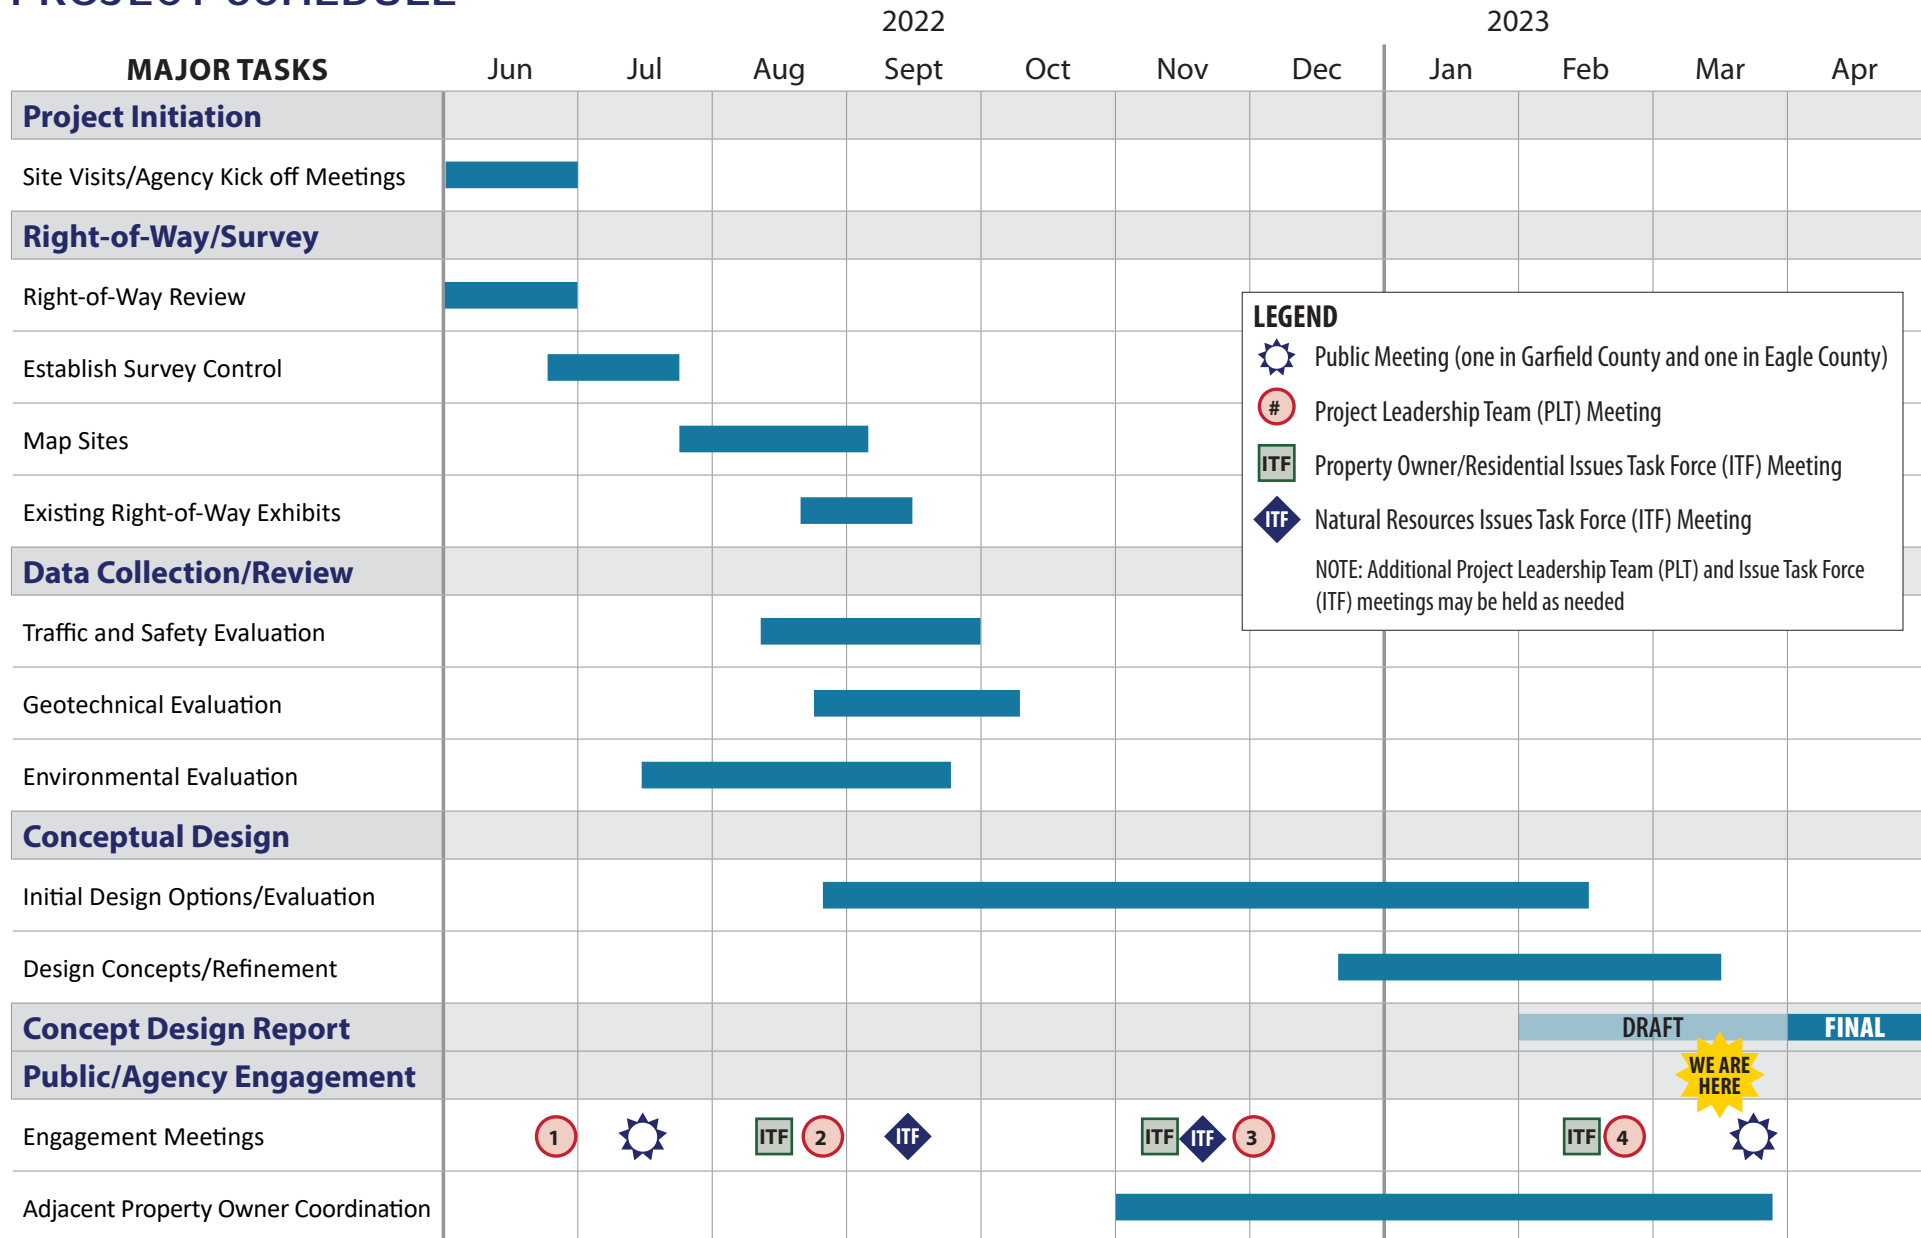 PROJECT SCHEDULE
2022 2023
MAJOR TASKS Jun Jul Aug Sept Oct Nov Dec Jan Feb Mar Apr
Project Initiation
Site Visits/Agency Kick off Meetings
Right-of-Way/Survey
Right-of-Way Review
Establish Survey Control
Map Sites
Existing Right-of-Way Exhibits
LEGEND
Public Meeting (one in Garfield County and one in Eagle County)
# Project Leadership Team (PLT) Meeting
ITF Property Owner/Residential Issues Task Force (ITF) Meeting
ITF Natural Resources Issues Task Force (ITF) Meeting
NOTE: Additional Project Leadership Team (PLT) and Issue Task Force
(ITF) meetings may be held as needed
Data Collection/Review
Traffic and Safety Evaluation
Geotechnical Evaluation
Environmental Evaluation
Conceptual Design
Initial Design Options/Evaluation
Design Concepts/Refinement
Concept Design Report DRAFT FINAL
Public/Agency Engagement
WE ARE
HERE
Engagement Meetings 1 ITF 2 ITF ITF ITF 3 ITF 4
Adjacent Property Owner Coordination